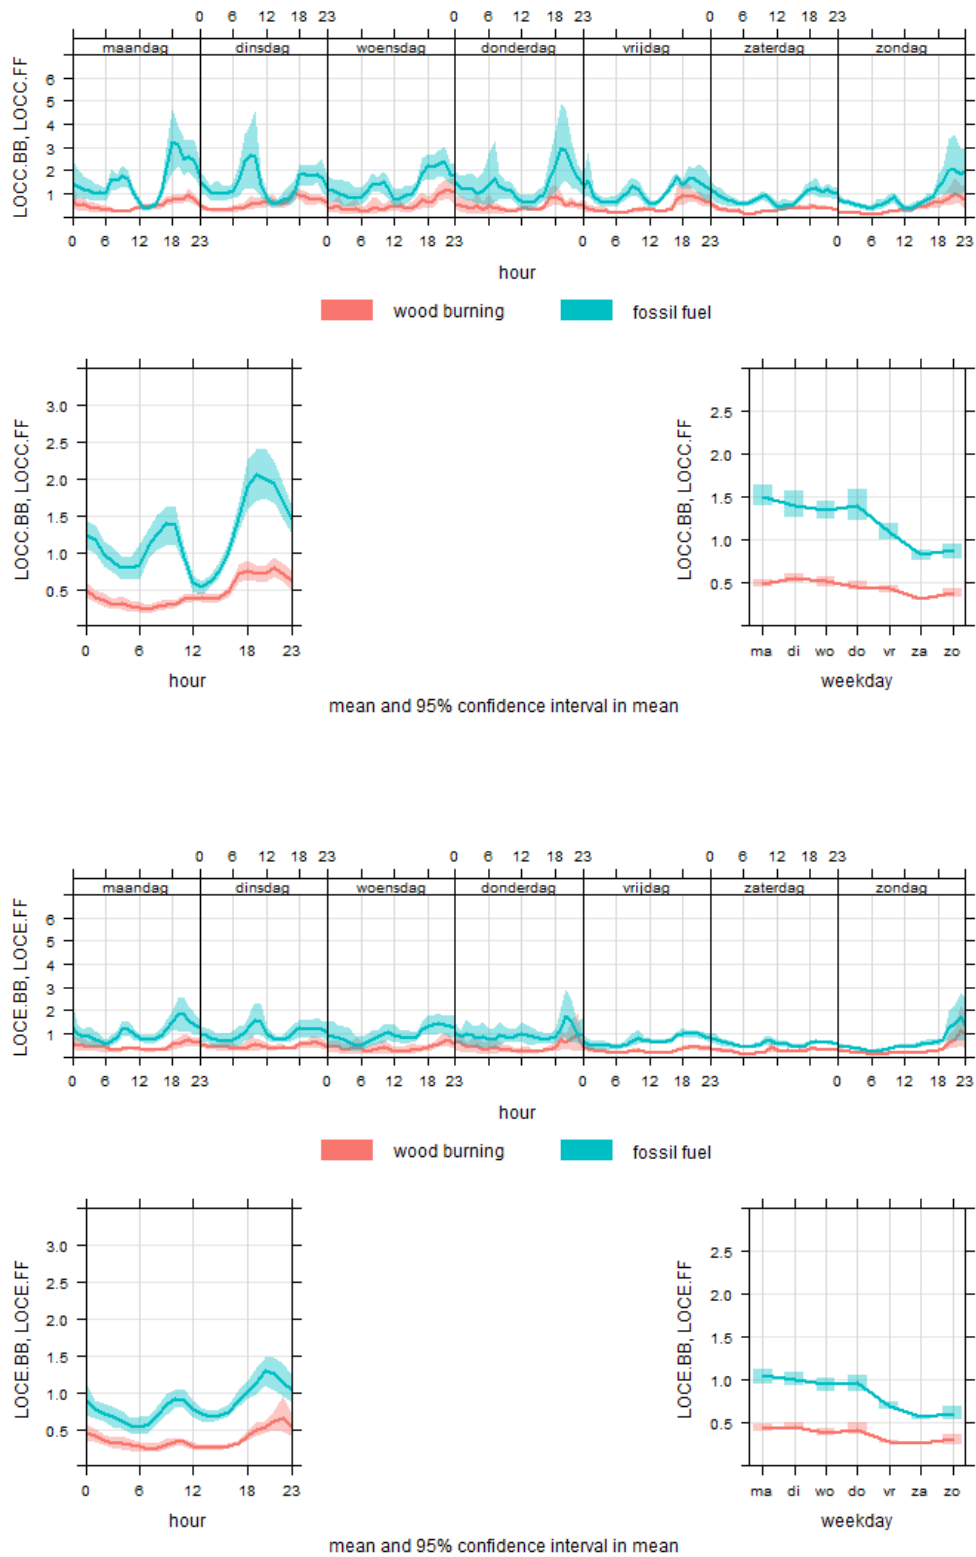 0 6 12 18 23 0 6 12 18 23 0 6 12 18 23
maandag dinsdag woensdag donderdag vrijdag zaterdag zondag
LOCC.BB, LOCC.FF
6
5
4
3
2
1
0 6 12 18 23 0 6 12 18 23 0 6 12 18 23 0 6 12 18 23
hour
wood burning fossil fuel
LOCC.BB, LOCC.FF
3.0
2.5
2.0
1.5
1.0
0.5
0 6 12 18 23
hour
LOCC.BB, LOCC.FF
2.5
2.0
1.5
1.0
0.5
ma di wo do vr za zo
weekday
mean and 95% confidence interval in mean
0 6 12 18 23 0 6 12 18 23 0 6 12 18 23
maandag dinsdag woensdag donderdag vrijdag zaterdag zondag
LOCE.BB, LOCE.FF
6
5
4
3
2
1
0 6 12 18 23 0 6 12 18 23 0 6 12 18 23 0 6 12 18 23
hour
wood burning fossil fuel
LOCE.BB, LOCE.FF
3.0
2.5
2.0
1.5
1.0
0.5
0 6 12 18 23
hour
LOCE.BB, LOCE.FF
2.5
2.0
1.5
1.0
0.5
ma di wo do vr za zo
weekday
mean and 95% confidence interval in mean